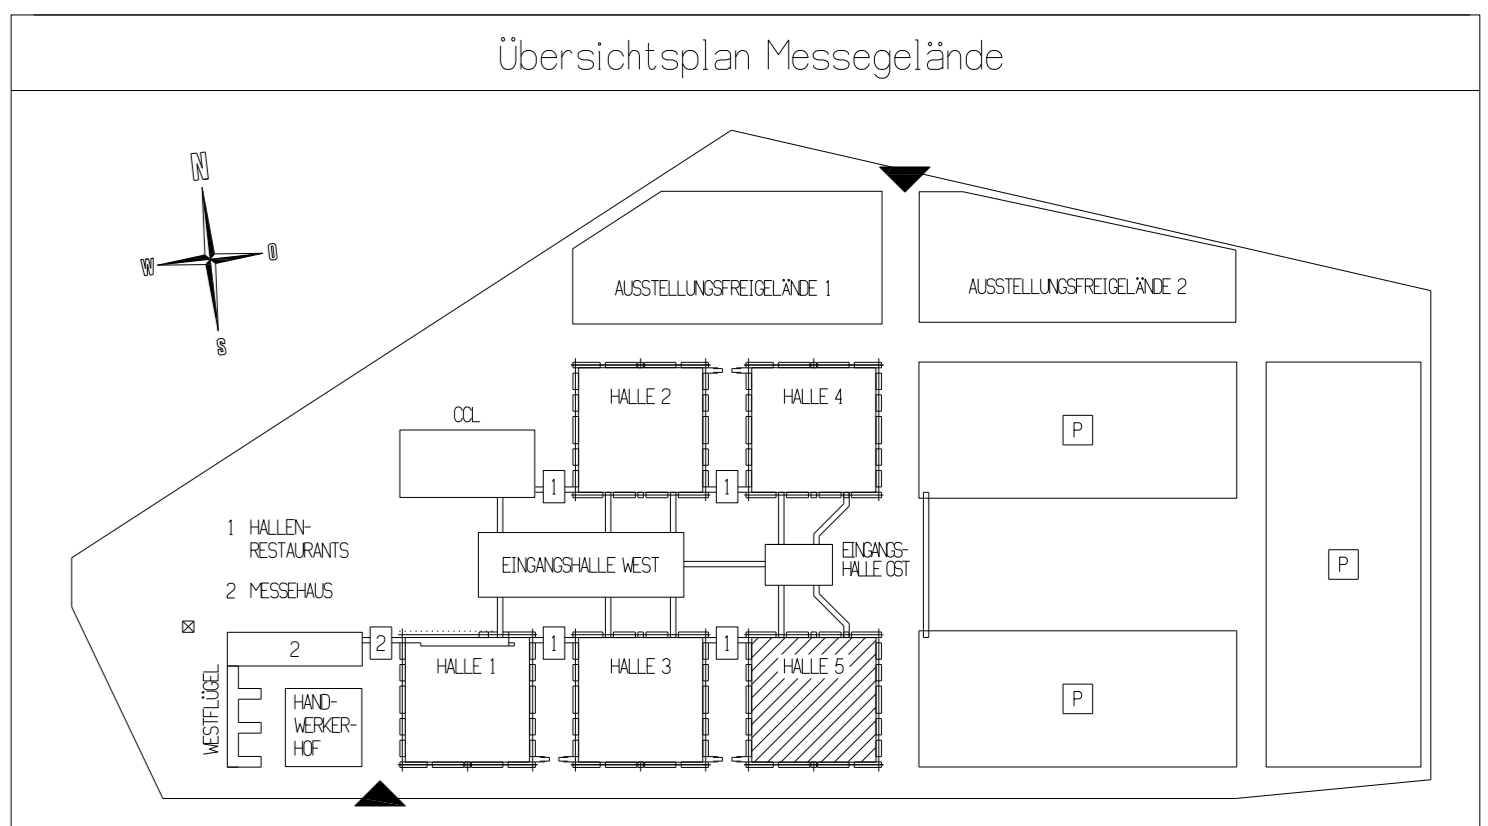 Übersichtsplan Messegelände
N
W
O
S
AUSSTELLUNGSFREIGELÄNDE 1
AUSSTELLUNGSFREIGELÄNDE 2
HALLE 2
HALLE 4
CCL
P
1
1
1 HALLEN-
RESTAURANTS
2 MESSEHAUS
EINGANGSHALLE WEST
EINGANGS-
HALLE OST
P
2
2
1
1
HALLE 1
HALLE 3
HALLE 5
WESTFLÜGEL
HAND-
WERKER-
HOF
P